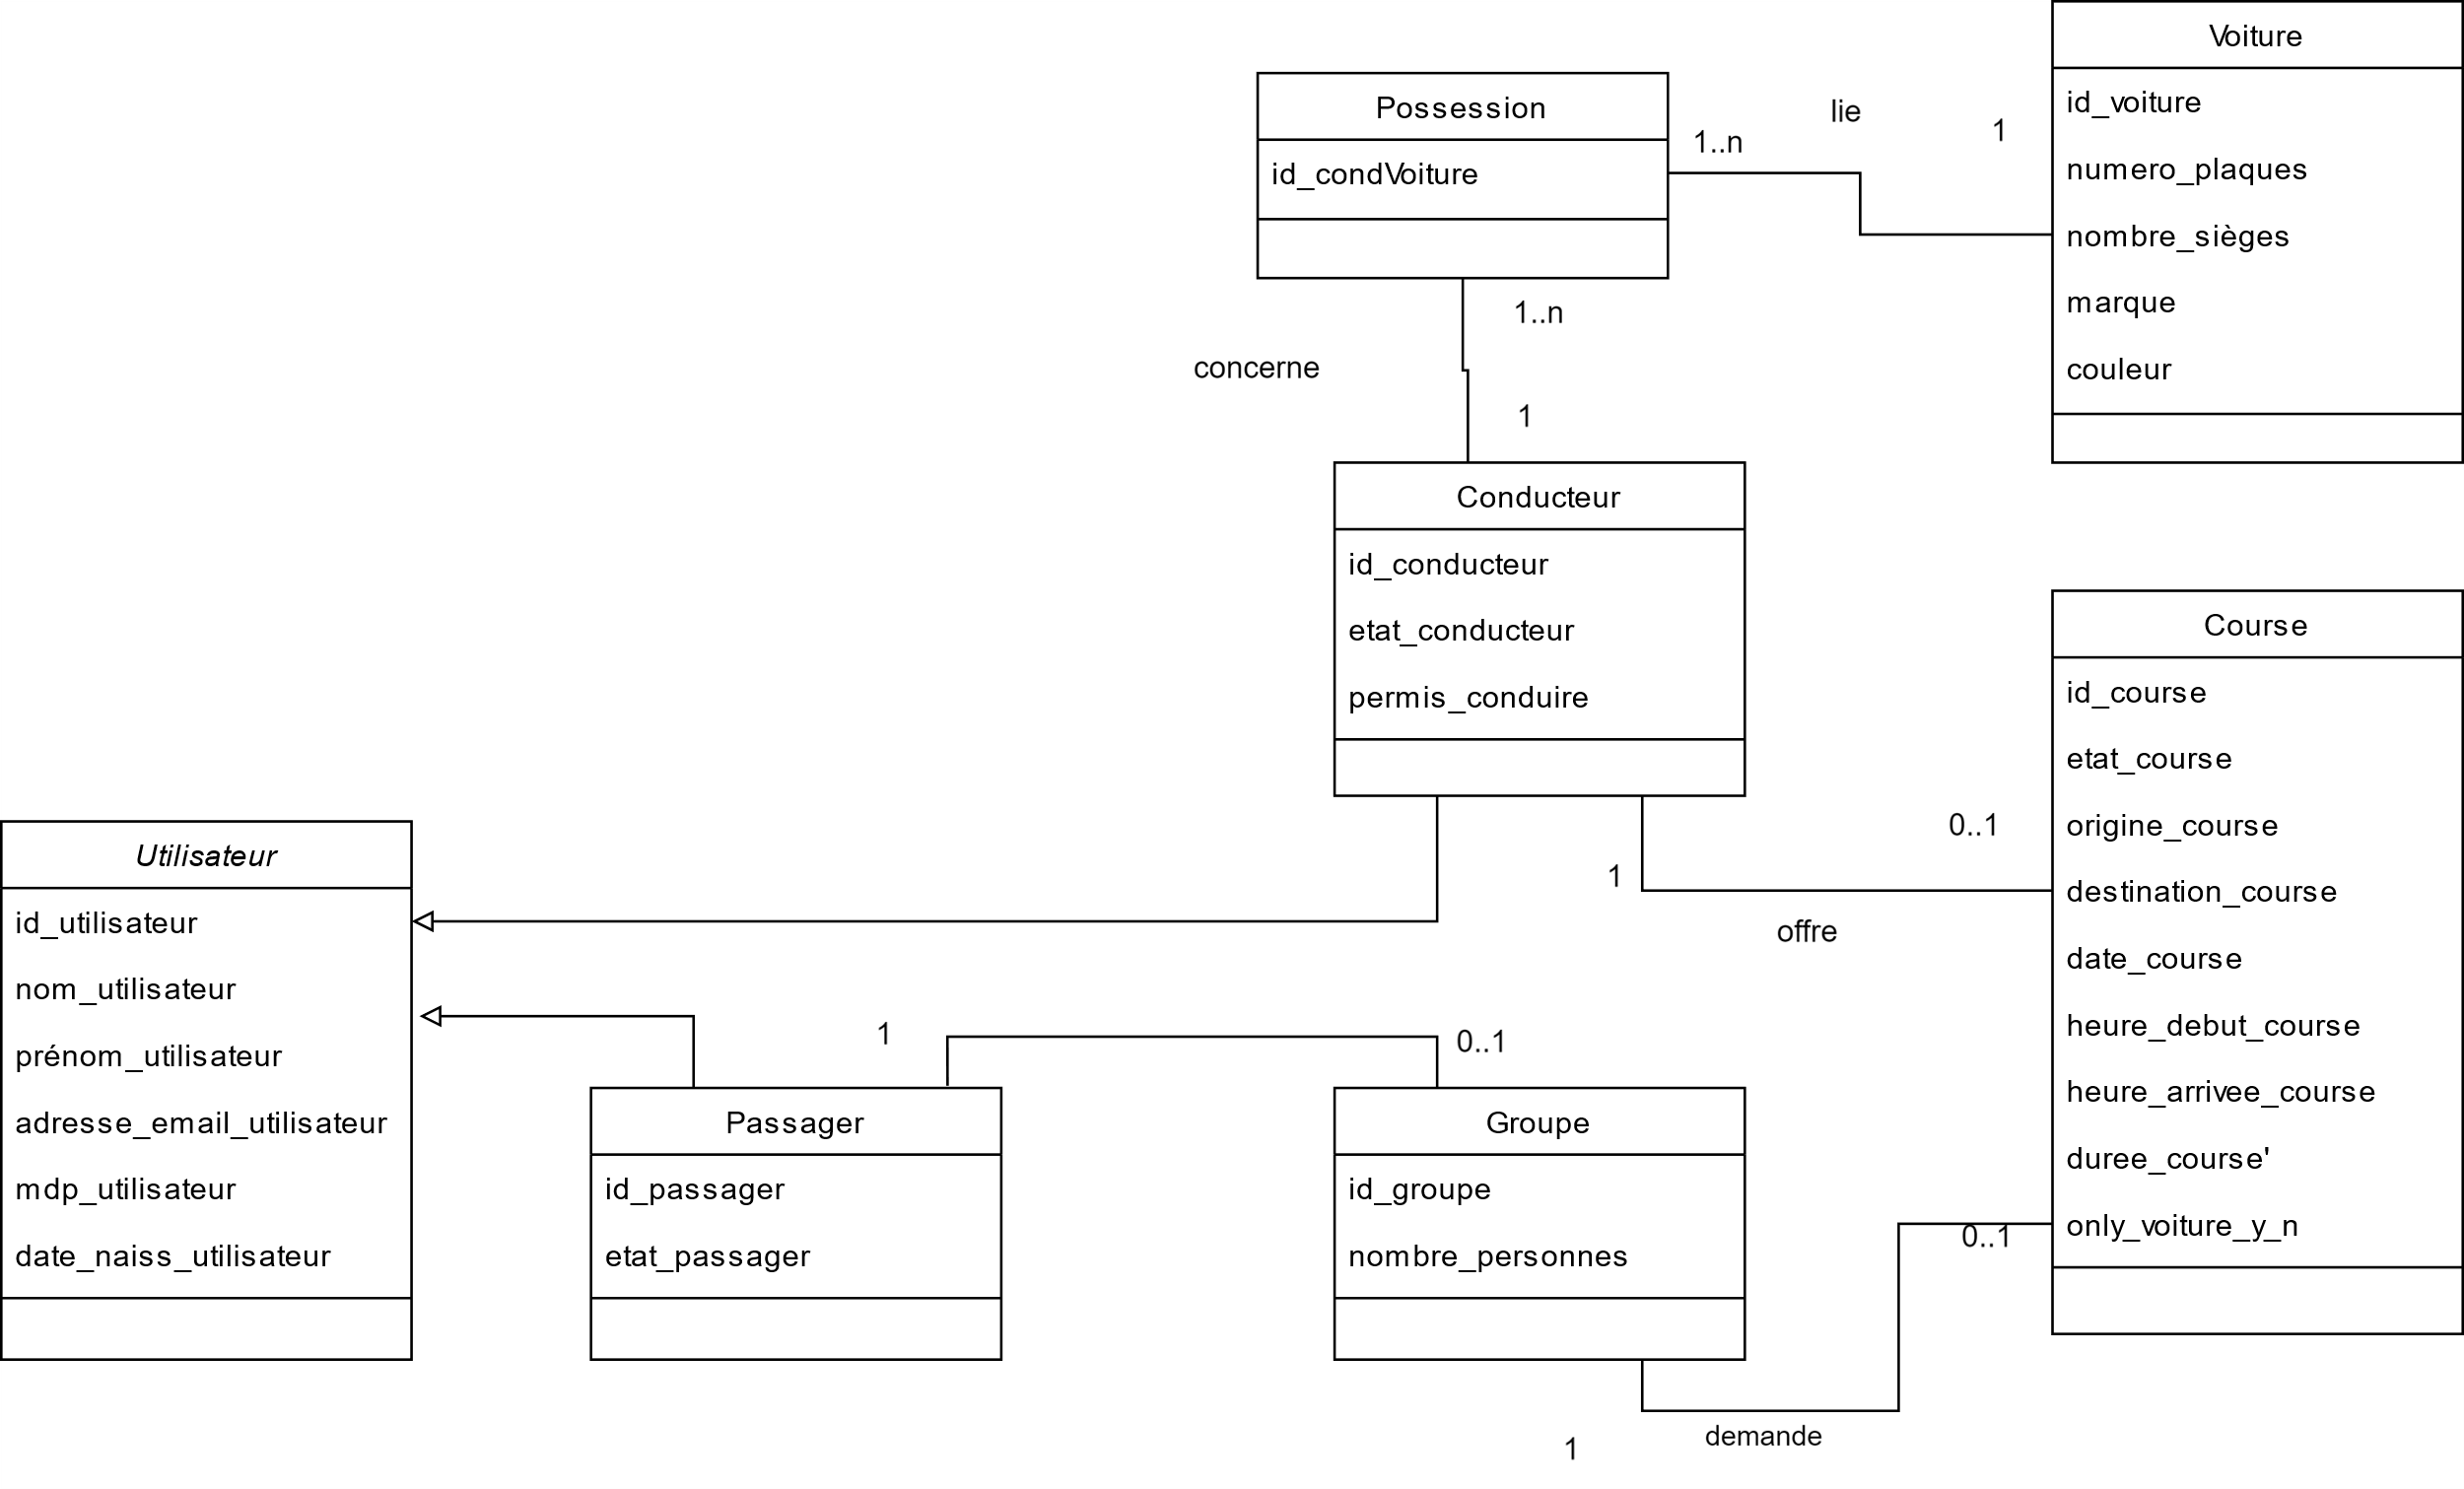 Voiture
id_voiture
numero_plaques
nombre_sièges
marque
couleur
Possession
id_condVoiture
1..n
lie
1
1..n
concerne
1
Conducteur
id_conducteur
etat_conducteur
permis_conduire
Course
id_course
etat_course
origine_course
destination_course
date_course
heure_debut_course
heure_arrivee_course
duree_course'
only_voiture_y_n
0..1
1
offre
Utilisateur
id_utilisateur
nom_utilisateur
prénom_utilisateur
adresse_email_utilisateur
mdp_utilisateur
date_naiss_utilisateur
1
0..1
Passager
id_passager
etat_passager
Groupe
id_groupe
nombre_personnes
0..1
demande
1